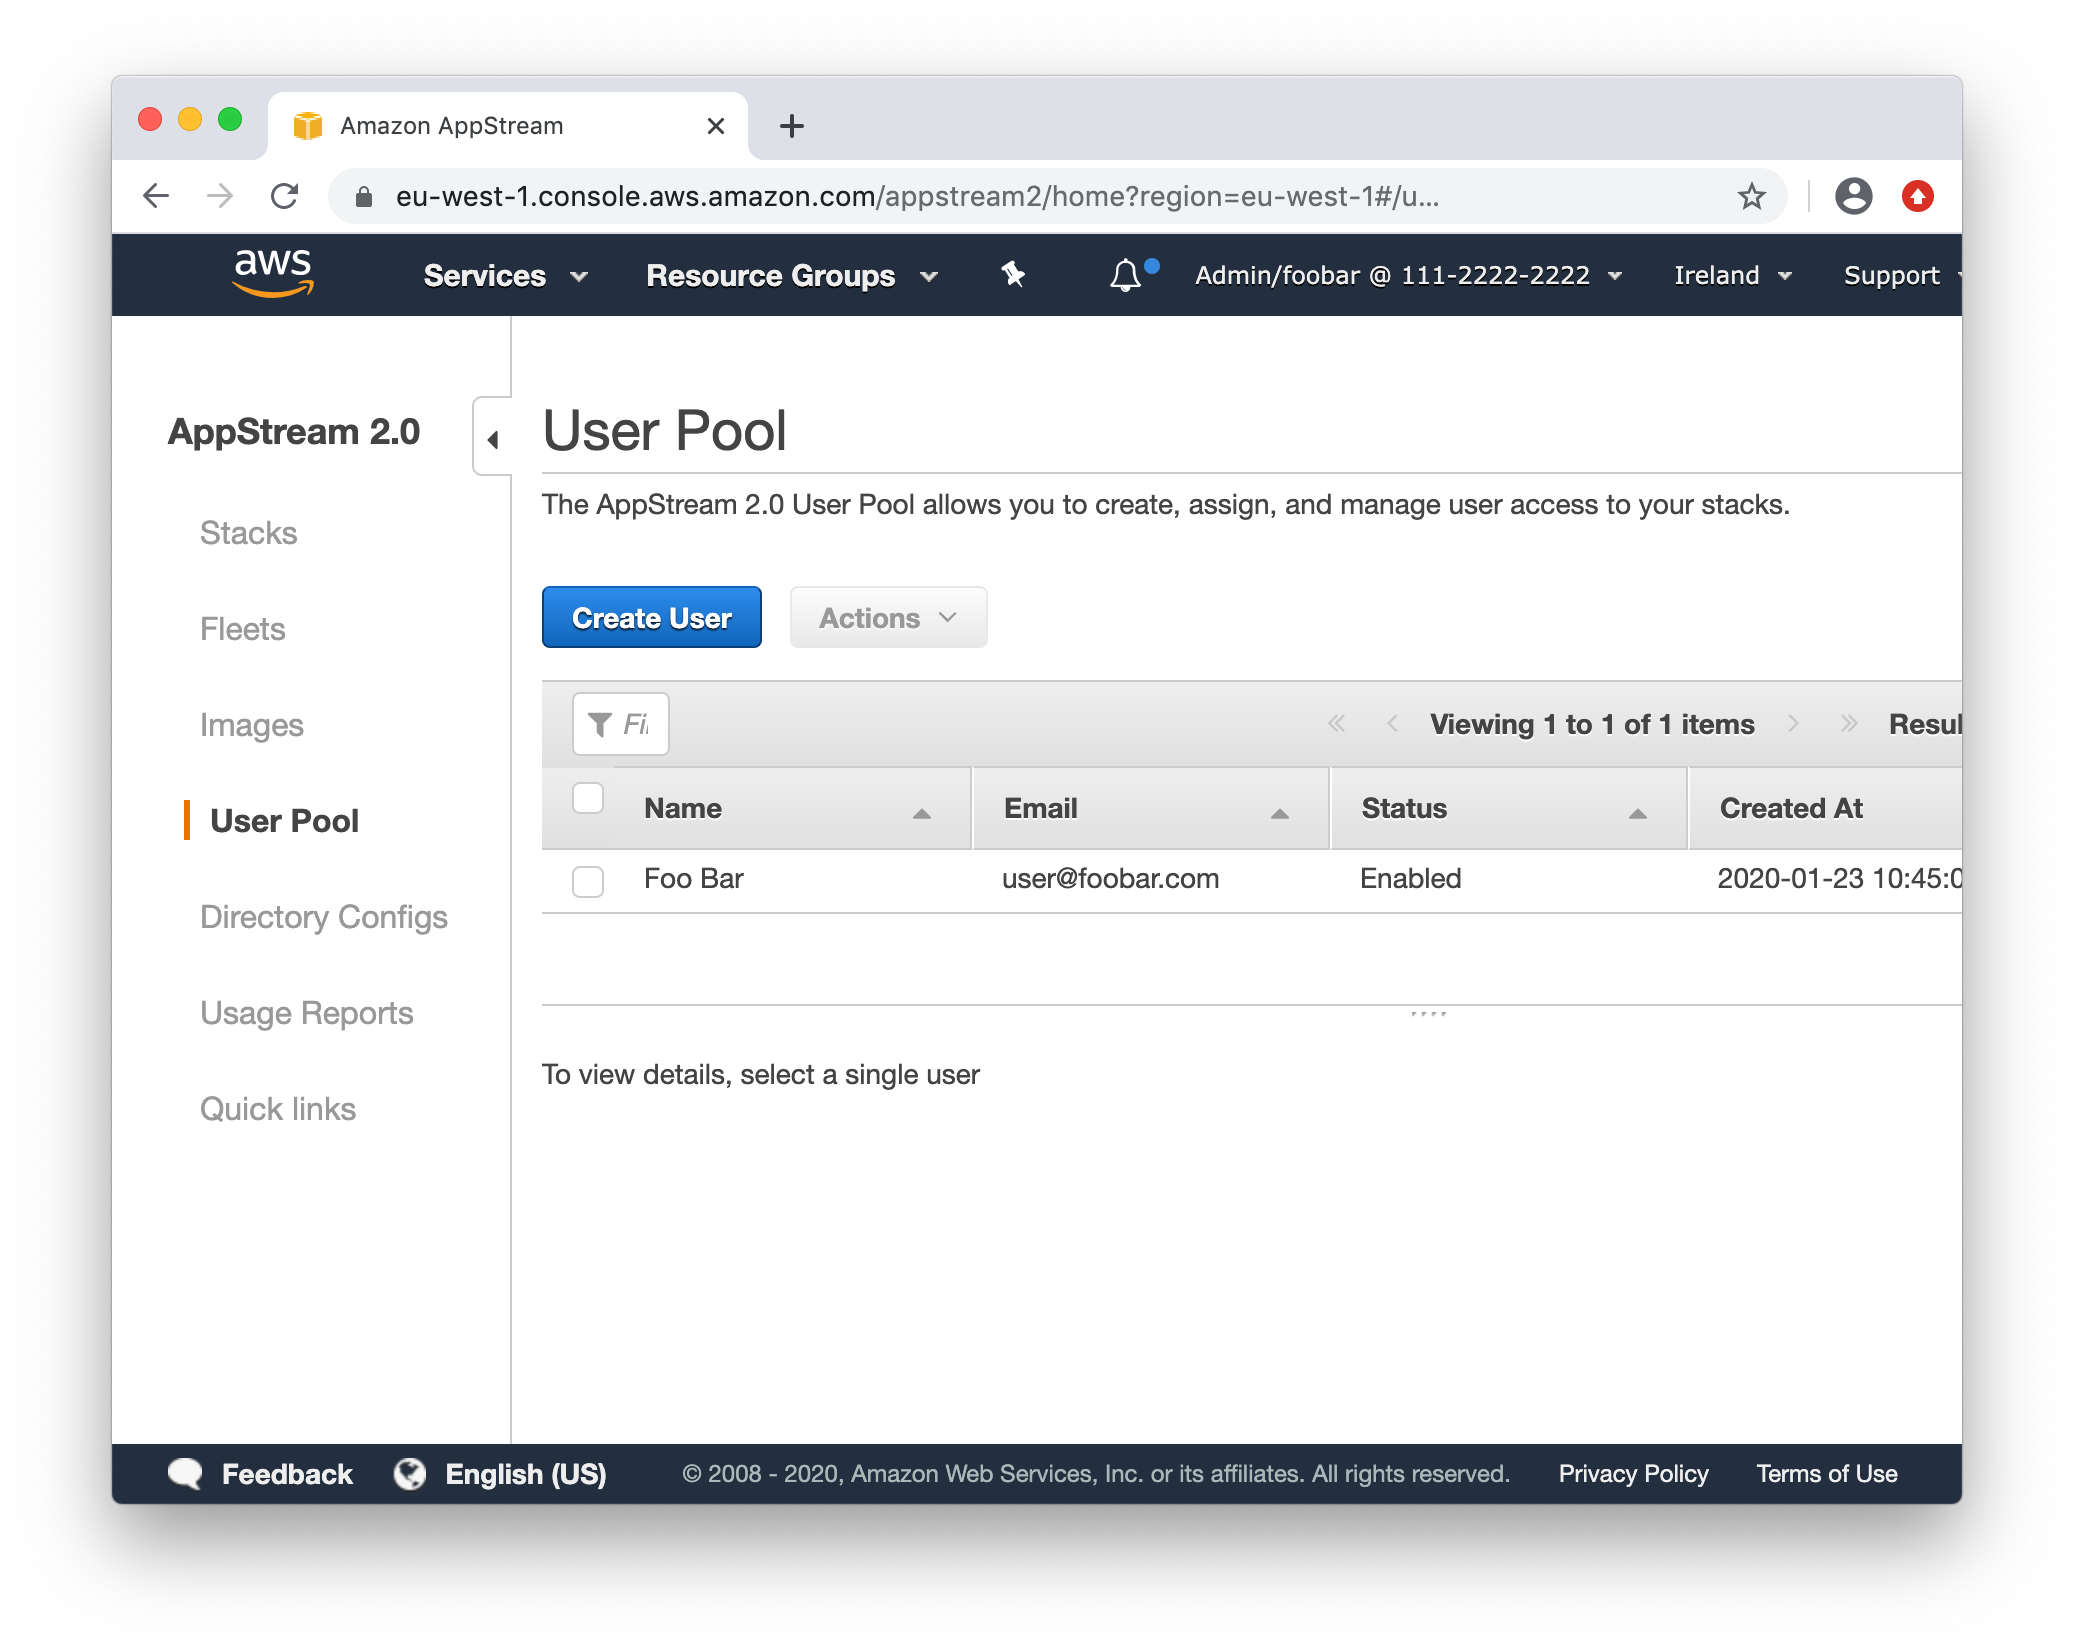 Amazon AppStream
eu-west-1.console.aws.amazon.com/appstream2/home?region=eu-west-1#/u...
aws Services Resource Groups Admin/foobar @ 111-2222-2222 Ireland Support
AppStream 2.0
Stacks
Fleets
Images
User Pool
Directory Configs
Usage Reports
Quick links
User Pool
The AppStream 2.0 User Pool allows you to create, assign, and manage user access to your stacks.
Create User Actions
Viewing 1 to 1 of 1 items
Name Email Status Created At
Foo Bar user@foobar.com Enabled 2020-01-23 10:45:0
To view details, select a single user
Feedback English (US) © 2008 - 2020, Amazon Web Services, Inc. or its affiliates. All rights reserved. Privacy Policy Terms of Use